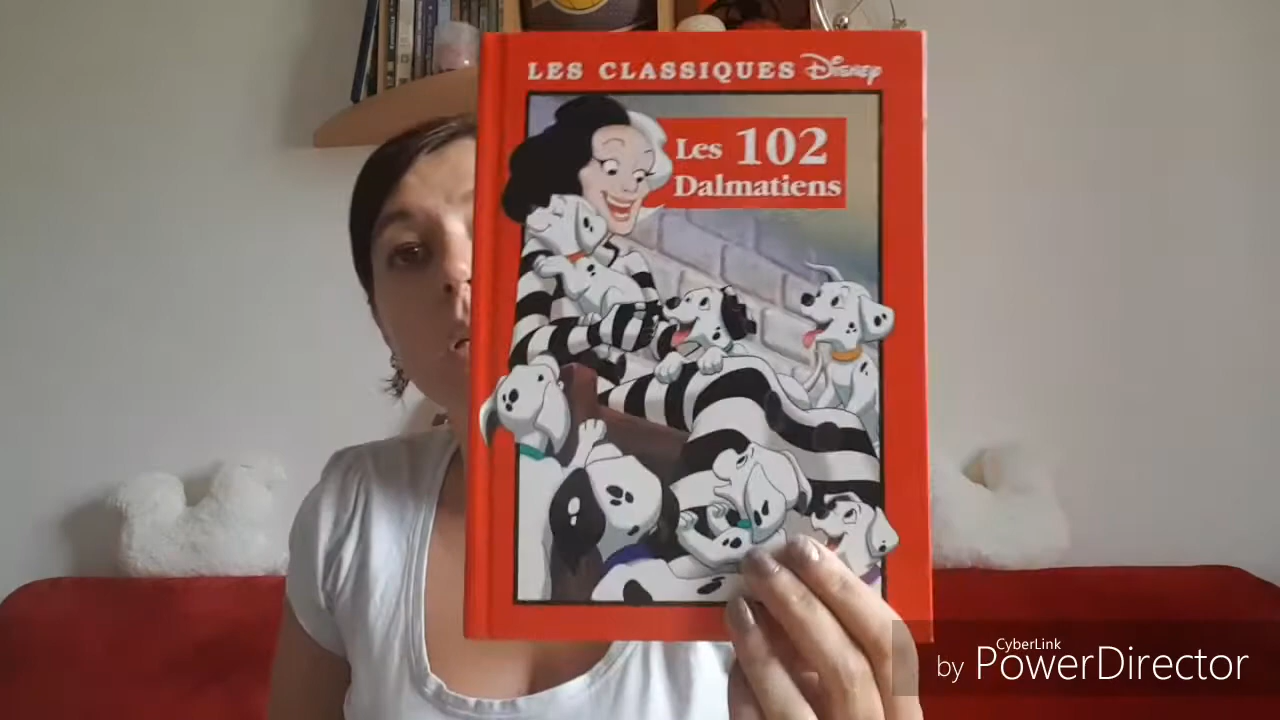 LES CLASSIQUES Disney
Les 102
Dalmatiens
CyberLink
by PowerDirector